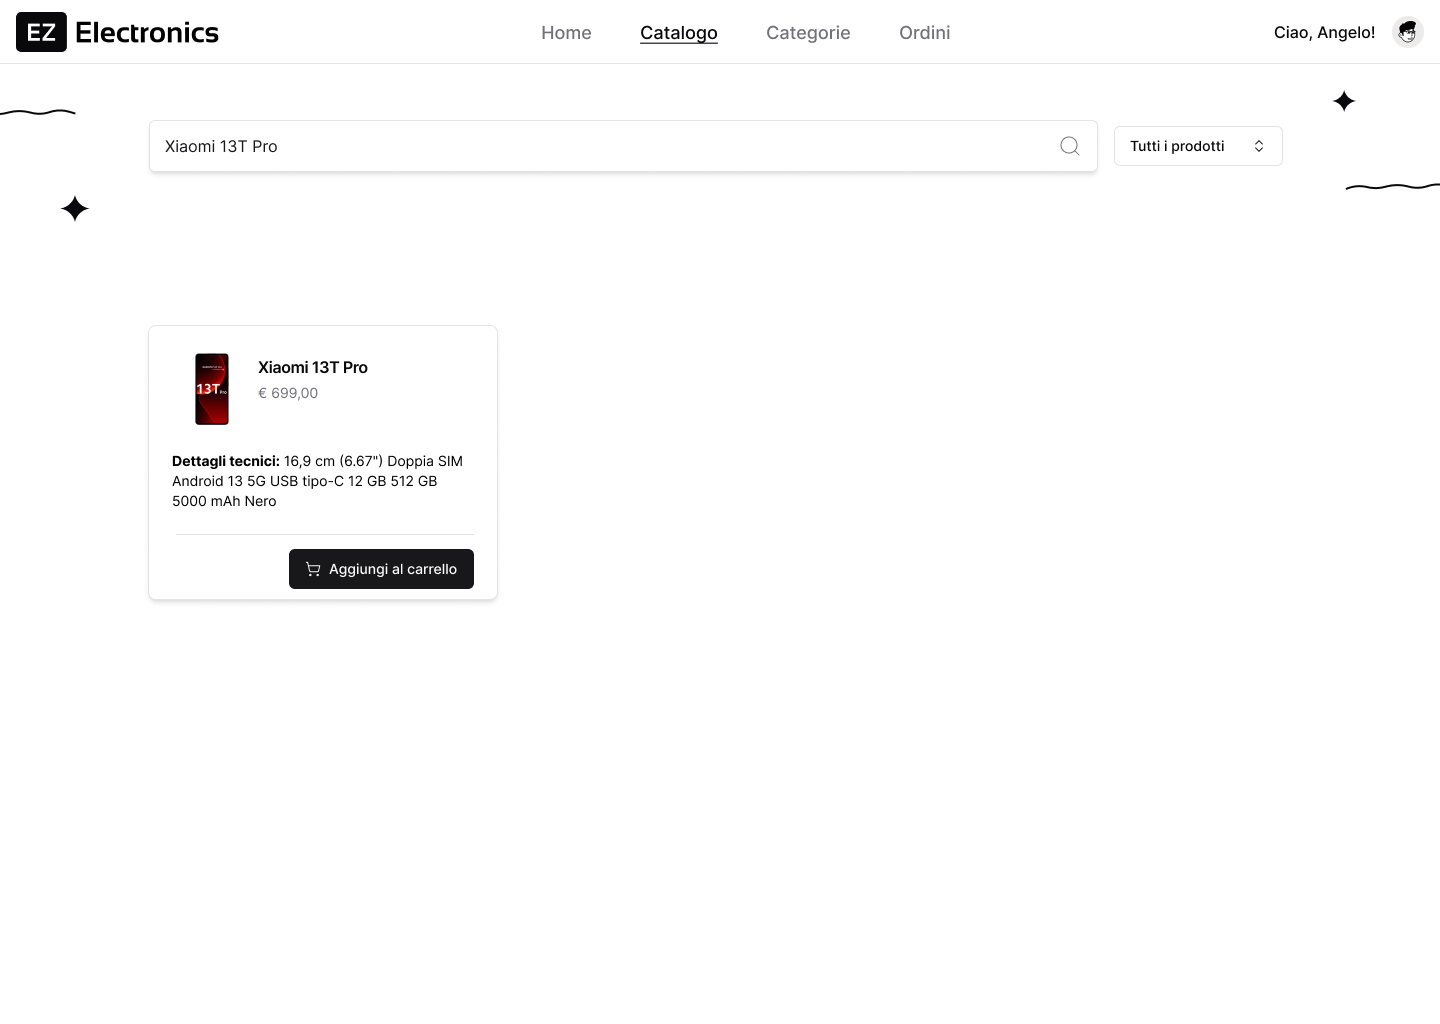 EZ Electronics
Home
Catalogo
Categorie
Ordini
Ciao, Angelo!
Xiaomi 13T Pro
Tutti i prodotti
13T Pro
Xiaomi 13T Pro
€ 699,00
Dettagli tecnici: 16,9 cm (6.67") Doppia SIM
Android 13 5G USB tipo-C 12 GB 512 GB
5000 mAh Nero
Aggiungi al carrello